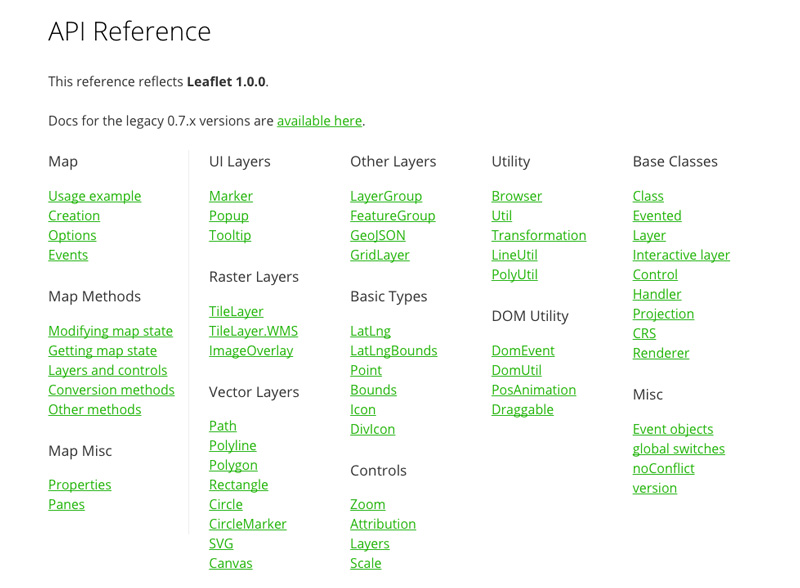 API Reference
This reference reflects Leaflet 1.0.0.
Docs for the legacy 0.7.x versions are available here.
Map
Usage example
Creation
Options
Events
Map Methods
Modifying map state
Getting map state
Layers and controls
Conversion methods
Other methods
Map Misc
Properties
Panes
UI Layers
Marker
Popup
Tooltip
Raster Layers
TileLayer
TileLayer.WMS
ImageOverlay
Vector Layers
Path
Polyline
Polygon
Rectangle
Circle
CircleMarker
SVG
Canvas
Other Layers
LayerGroup
FeatureGroup
GeoJSON
GridLayer
Basic Types
LatLng
LatLngBounds
Point
Bounds
Icon
DivIcon
Controls
Zoom
Attribution
Layers
Scale
Utility
Browser
Util
Transformation
LineUtil
PolyUtil
DOM Utility
DomEvent
DomUtil
PosAnimation
Draggable
Base Classes
Class
Evented
Layer
Interactive layer
Control
Handler
Projection
CRS
Renderer
Misc
Event objects
global switches
noConflict
version